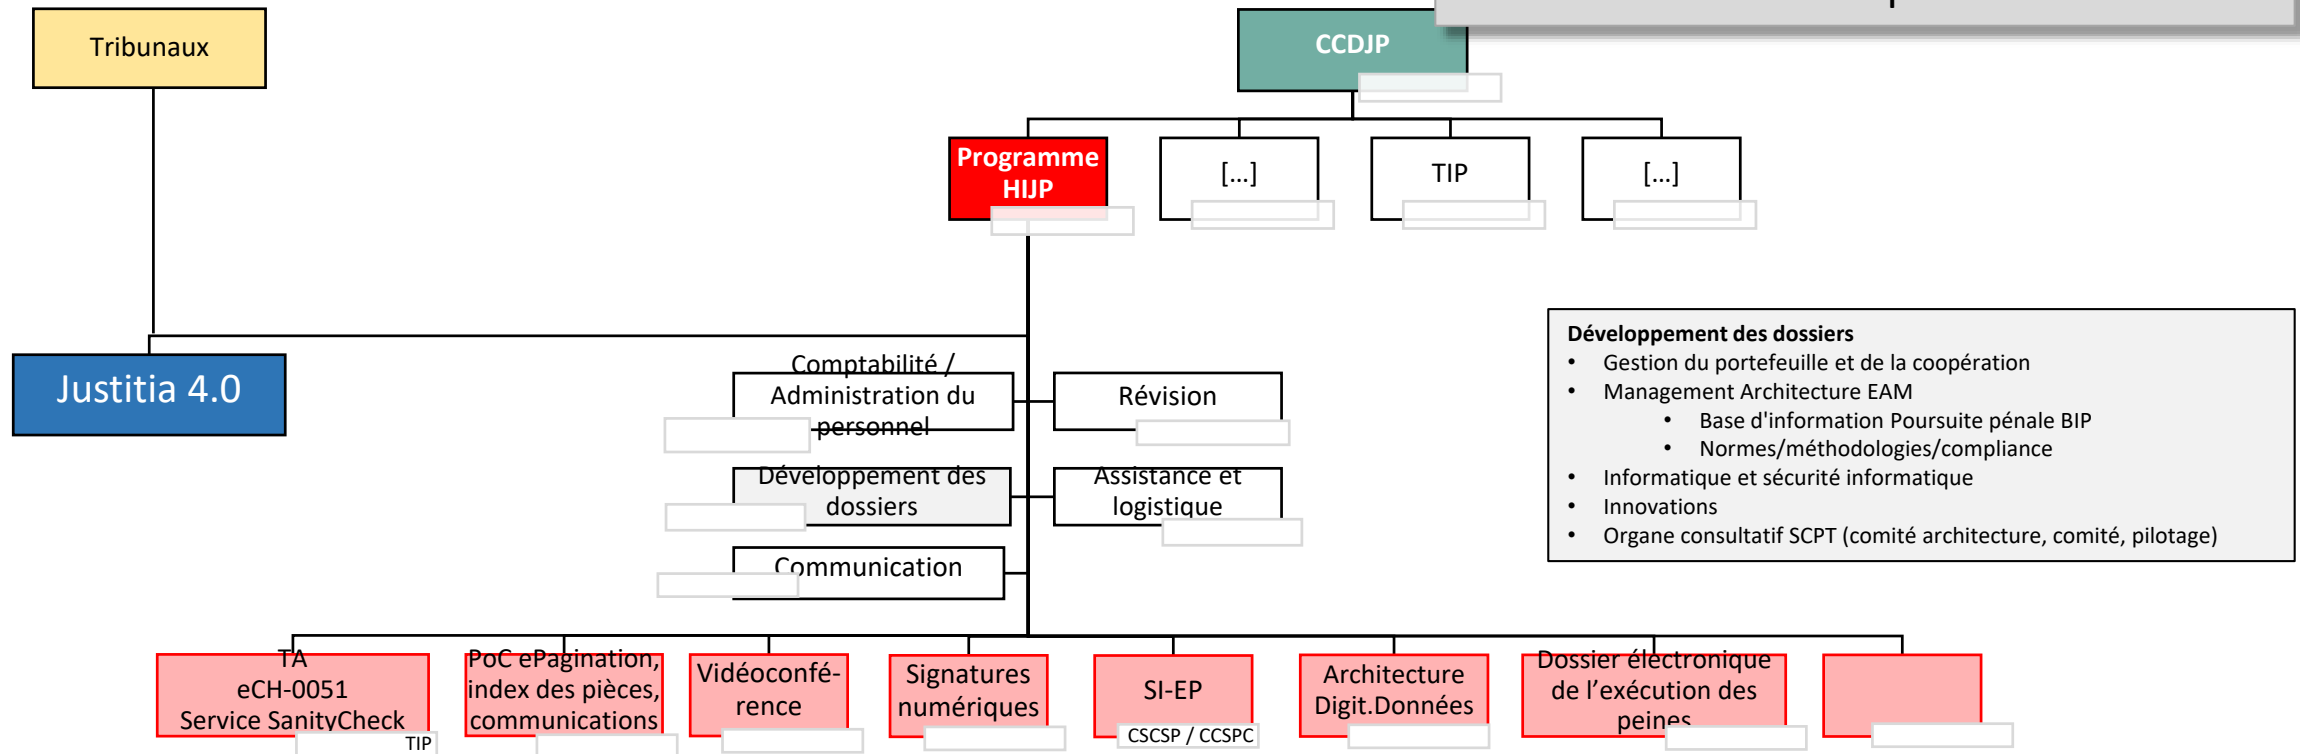 Tribunaux
CCDJP
Programme
HIJP
[...]
TIP
[...]
Justitia 4.0
Comptabilité /
Administration du
personnel
Révision
Développement des
dossiers
Assistance et
logistique
Communication
Développement des dossiers
• Gestion du portefeuille et de la coopération
• Management Architecture EAM
• Base d'information Poursuite pénale BIP
• Normes/méthodologies/compliance
• Informatique et sécurité informatique
• Innovations
• Organe consultatif SCPT (comité architecture, comité, pilotage)
TA
eCH-0051
Service SanityCheck
TIP
PoC ePagination,
index des pièces,
communications
Vidéoconfé-
rence
Signatures
numériques
SI-EP
CSCSP / CCSPC
Architecture
Digit.Données
Dossier électronique
de l’exécution des
peines